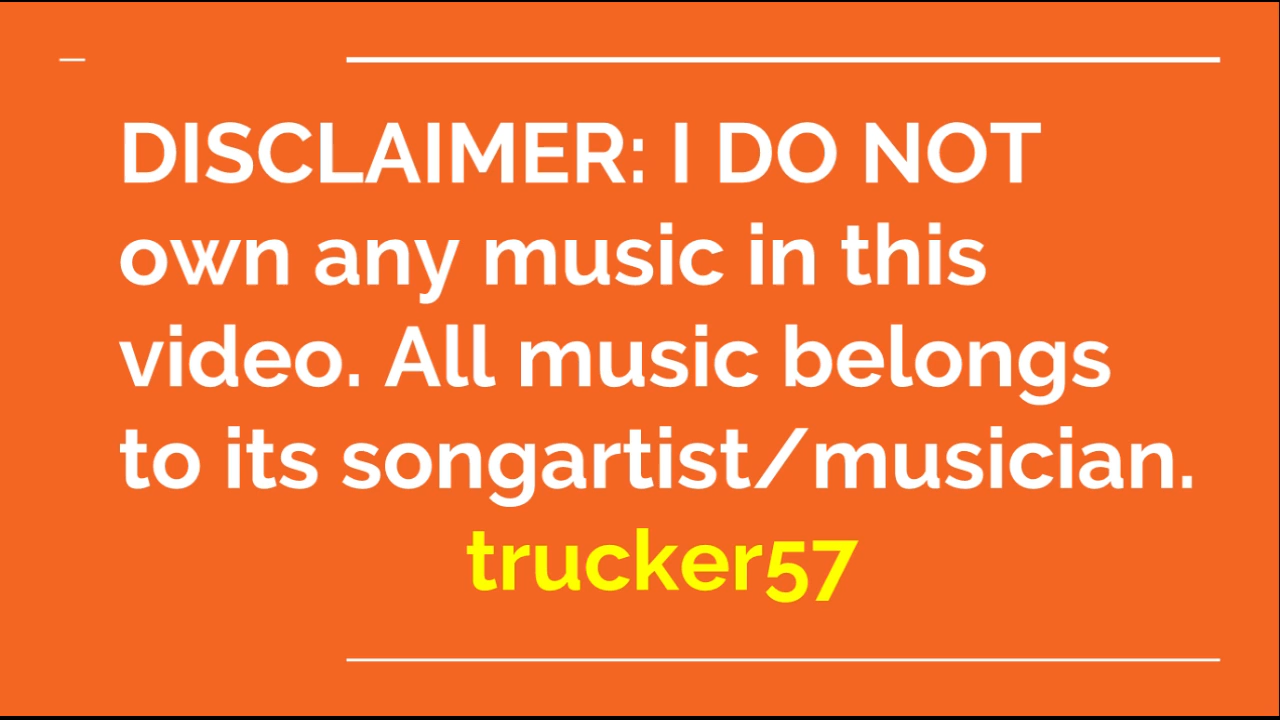 DISCLAIMER: I DO NOT
own any music in this
video. All music belongs
to its songartist/musician.
trucker57